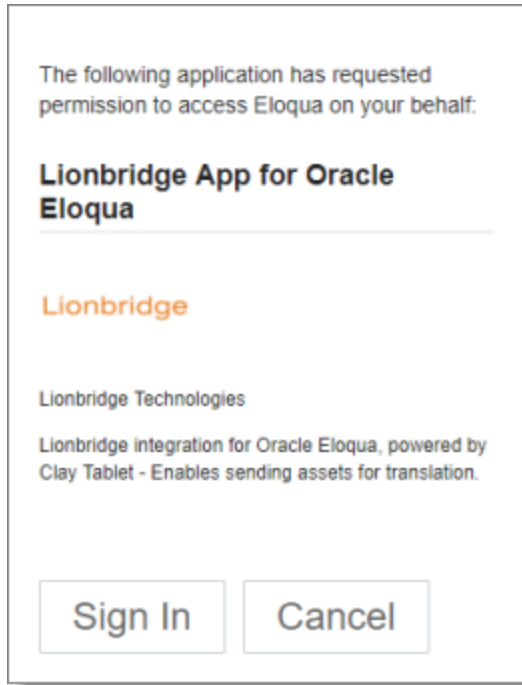 The following application has requested
permission to access Eloqua on your behalf:
Lionbridge App for Oracle
Eloqua
Lionbridge
Lionbridge Technologies
Lionbridge integration for Oracle Eloqua, powered by
Clay Tablet - Enables sending assets for translation.
Sign In
Cancel